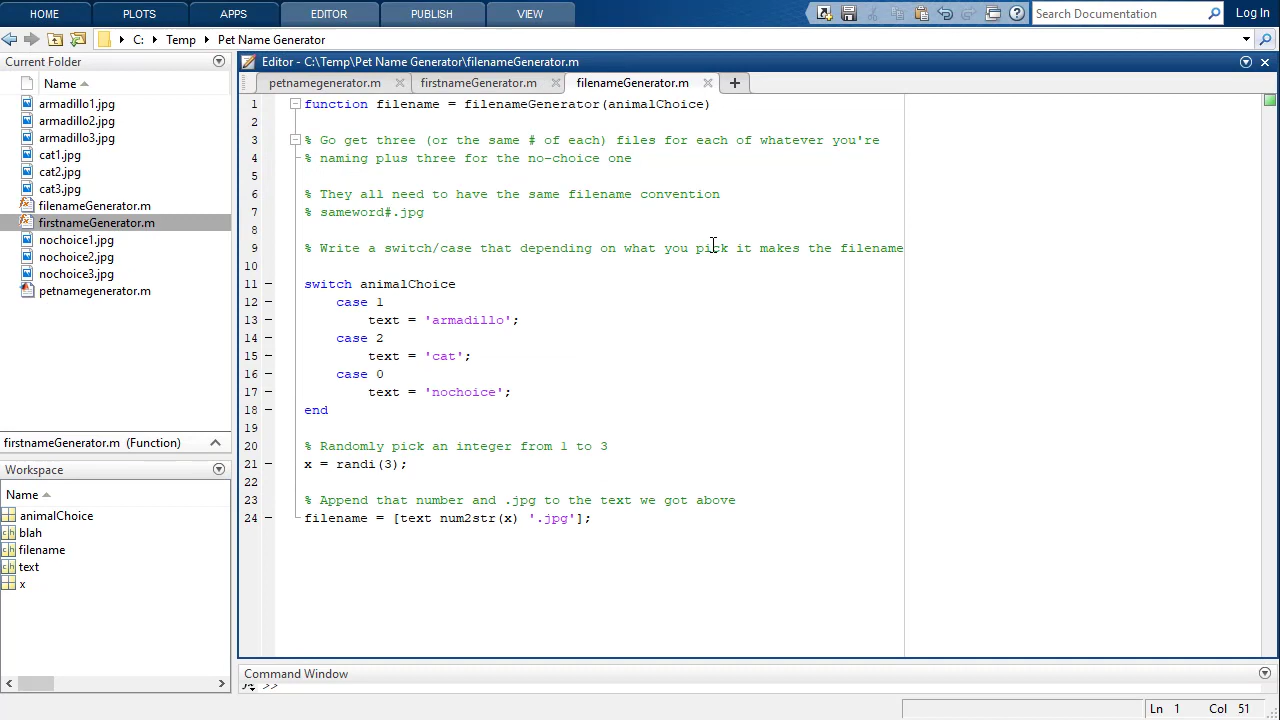 HOME PLOTS APPS EDITOR PUBLISH VIEW Search Documentation Log In
C: Temp Pet Name Generator
Current Folder
Name
armadillo1.jpg
armadillo2.jpg
armadillo3.jpg
cat1.jpg
cat2.jpg
cat3.jpg
filenameGenerator.m
firstnameGenerator.m
nochoice1.jpg
nochoice2.jpg
nochoice3.jpg
petnamegenerator.m
firstnameGenerator.m (Function)
Workspace
Name
animalChoice
blah
filename
text
x
Editor - C:\Temp\Pet Name Generator\filenameGenerator.m
petnamegenerator.m firstnameGenerator.m filenameGenerator.m
1 function filename = filenameGenerator(animalChoice)
2
3 % Go get three (or the same # of each) files for each of whatever you're
4 % naming plus three for the no-choice one
5
6 % They all need to have the same filename convention
7 % sameword#.jpg
8
9 % Write a switch/case that depending on what you pick it makes the filename
10
11 switch animalChoice
12 case 1
13 text = 'armadillo';
14 case 2
15 text = 'cat';
16 case 0
17 text = 'nochoice';
18 end
19
20 % Randomly pick an integer from 1 to 3
21 x = randi(3);
22
23 % Append that number and .jpg to the text we got above
24 filename = [text num2str(x) '.jpg'];
Command Window
>>
Ln 1 Col 51